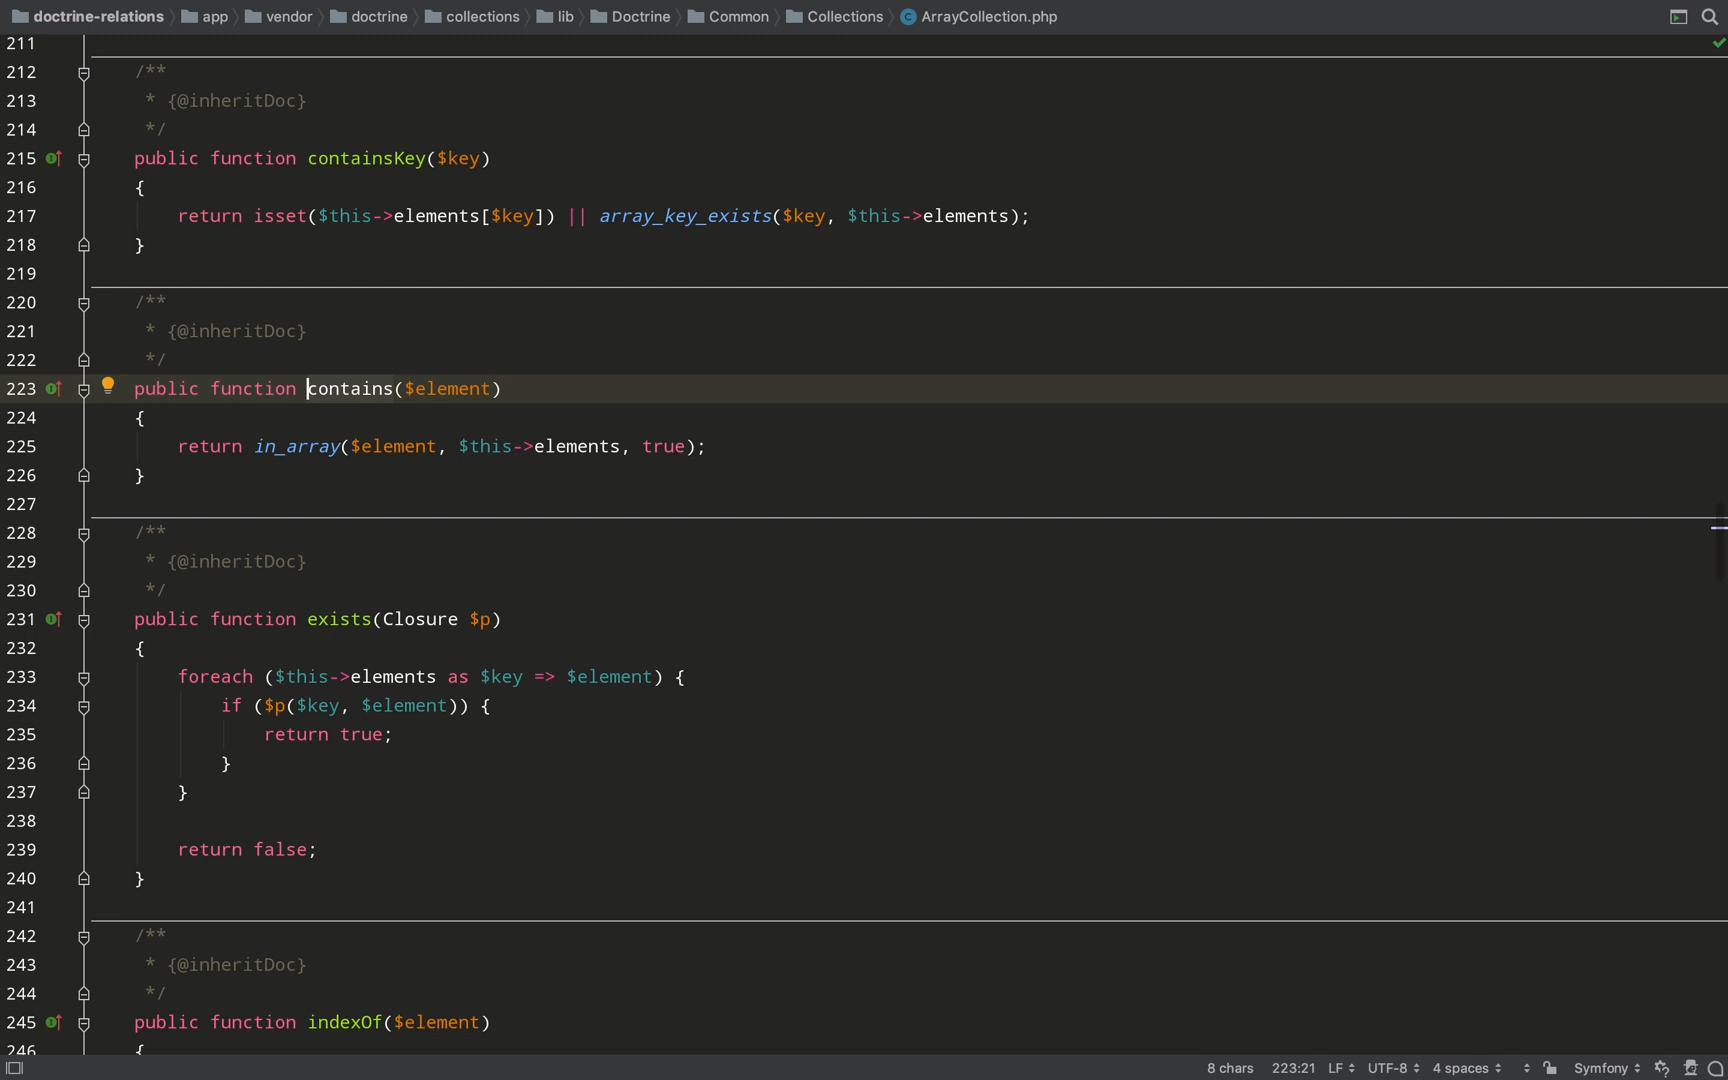 doctrine-relations app vendor doctrine collections lib Doctrine Common Collections ArrayCollection.php
211
212 /**
213 * {@inheritDoc}
214 */
215 public function containsKey($key)
216 {
217 return isset($this->elements[$key]) || array_key_exists($key, $this->elements);
218 }
219
220 /**
221 * {@inheritDoc}
222 */
223 public function contains($element)
224 {
225 return in_array($element, $this->elements, true);
226 }
227
228 /**
229 * {@inheritDoc}
230 */
231 public function exists(Closure $p)
232 {
233 foreach ($this->elements as $key => $element) {
234 if ($p($key, $element)) {
235 return true;
236 }
237 }
238
239 return false;
240 }
241
242 /**
243 * {@inheritDoc}
244 */
245 public function indexOf($element)
246 {
8 chars 223:21 LF UTF-8 4 spaces Symfony